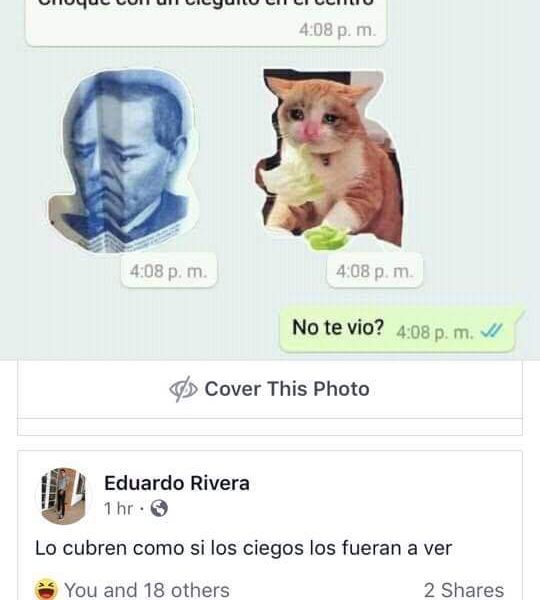 Choque con un cieguito en el centro
4:08 p. m.
4:08 p. m.
4:08 p. m.
No te vio? 4:08 p. m.
Cover This Photo
Eduardo Rivera
1 hr ·
Lo cubren como si los ciegos los fueran a ver
You and 18 others
2 Shares